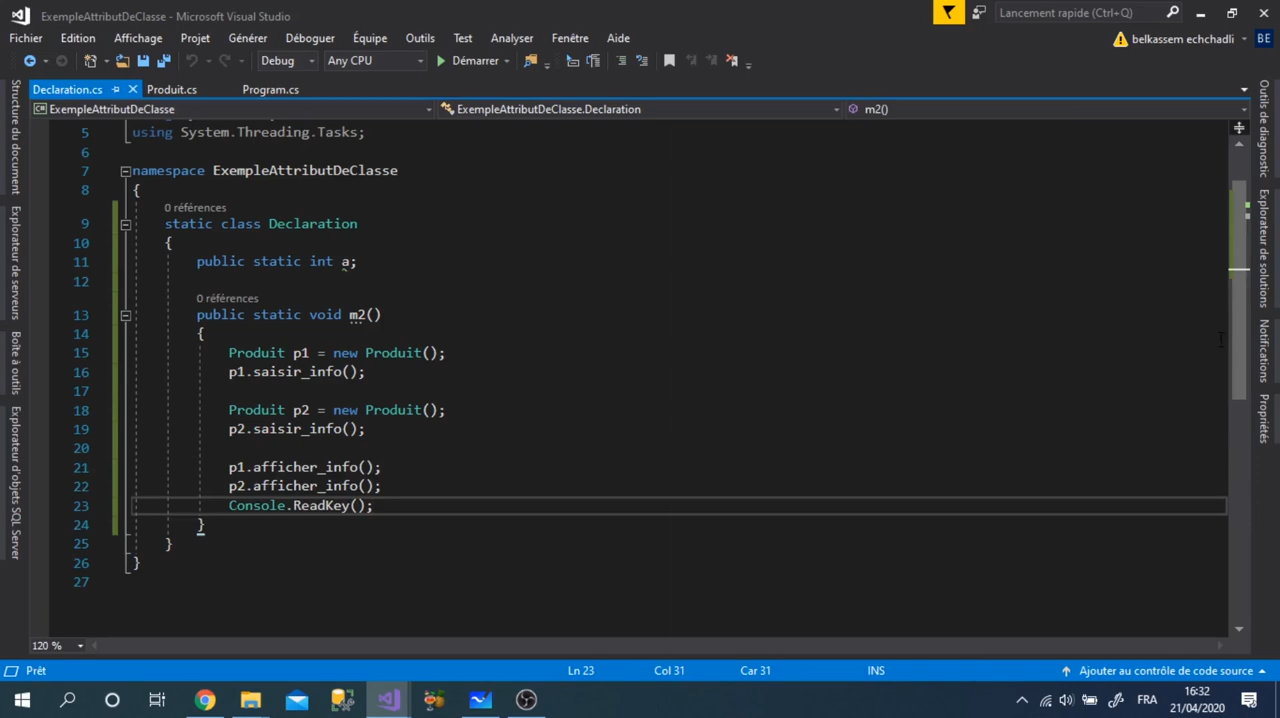 ExempleAttributDeClasse - Microsoft Visual Studio
Lancement rapide (Ctrl+Q)
Fichier Edition Affichage Projet Générer Déboguer Équipe Outils Test Analyser Fenêtre Aide
belkassem echchadli BE
Debug Any CPU Démarrer
Declaration.cs Produit.cs Program.cs
ExempleAttributDeClasse ExempleAttributDeClasse.Declaration m2()
Structure du document
Explorateur de serveurs
Boîte à outils
Explorateur d'objets SQL Server
5 using System.Threading.Tasks;
6
7 namespace ExempleAttributDeClasse
8 {
0 références
9 static class Declaration
10 {
11 public static int a;
12
0 références
13 public static void m2()
14 {
15 Produit p1 = new Produit();
16 p1.saisir_info();
17
18 Produit p2 = new Produit();
19 p2.saisir_info();
20
21 p1.afficher_info();
22 p2.afficher_info();
23 Console.ReadKey();
24 }
25 }
26 }
27
Outils de diagnostic
Explorateur de solutions
Notifications
Propriétés
120 %
Prêt Ln 23 Col 31 Car 31 INS Ajouter au contrôle de code source
FRA 16:32
21/04/2020